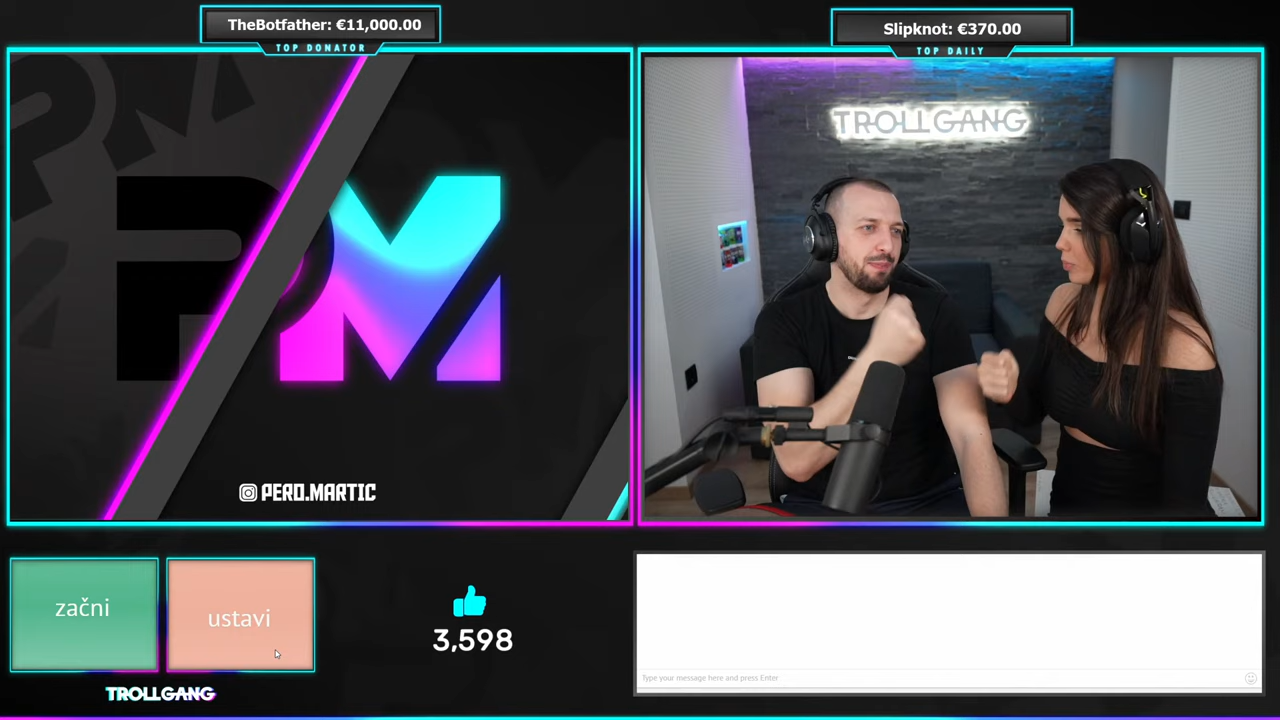 TheBotfather: €11,000.00
TOP DONATOR
Slipknot: €370.00
TOP DAILY
TROLLGANG
PM
PERO.MARTIC
začni
ustavi
3,598
TROLLGANG
Type your message here and press Enter